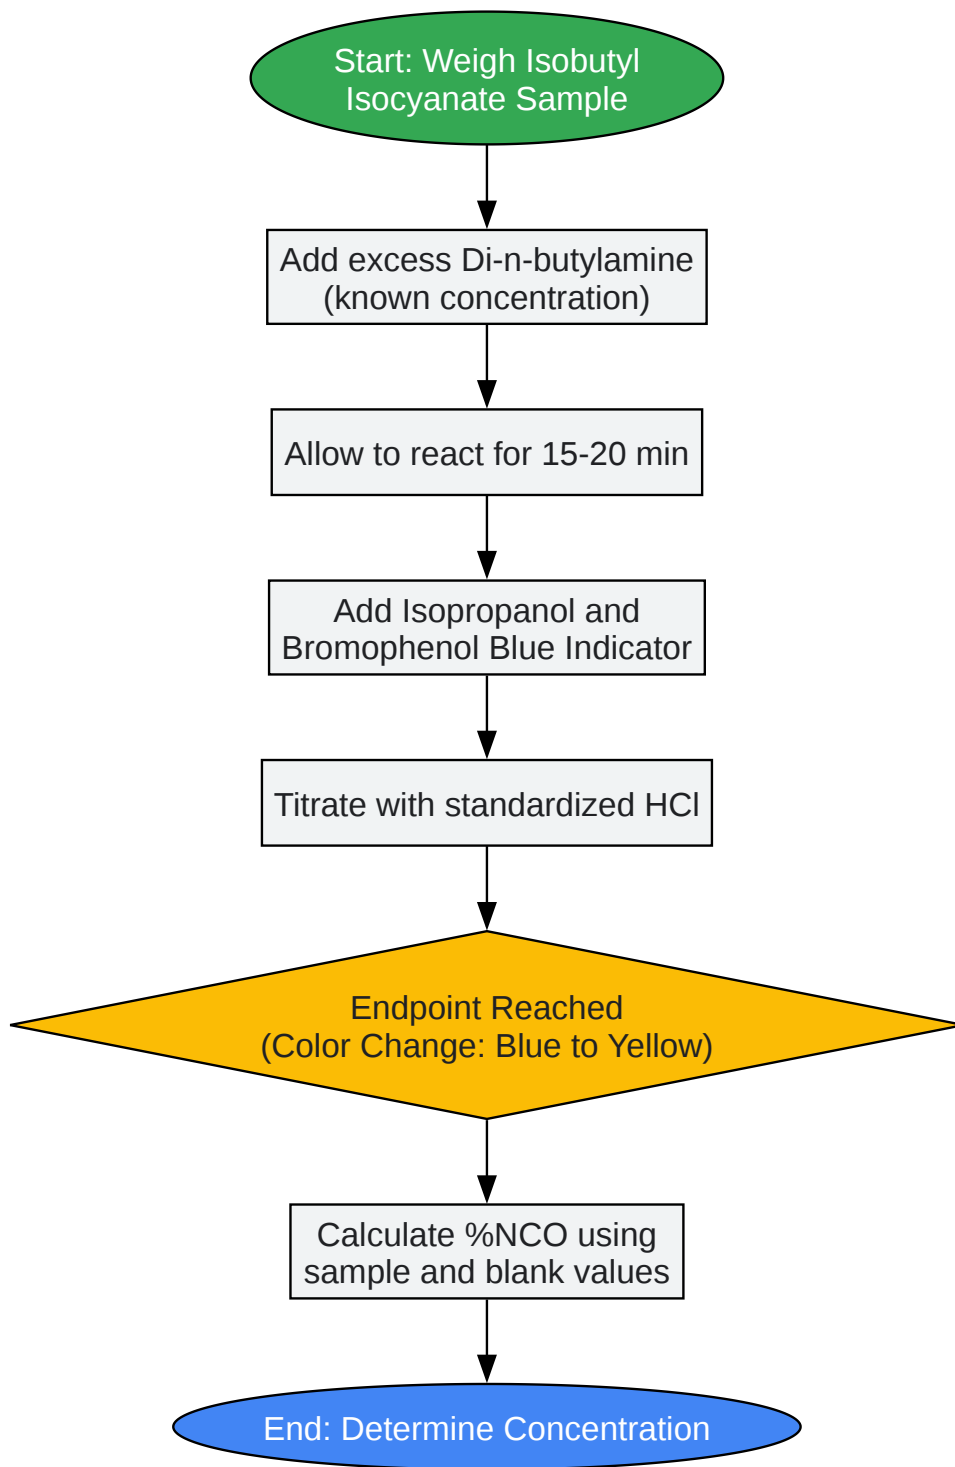 Start: Weigh Isobutyl
Isocyanate Sample
Add excess Di-n-butylamine
(known concentration)
Allow to react for 15-20 min
Add Isopropanol and
Bromophenol Blue Indicator
Titrate with standardized HCl
Endpoint Reached
(Color Change: Blue to Yellow)
Calculate %NCO using
sample and blank values
End: Determine Concentration